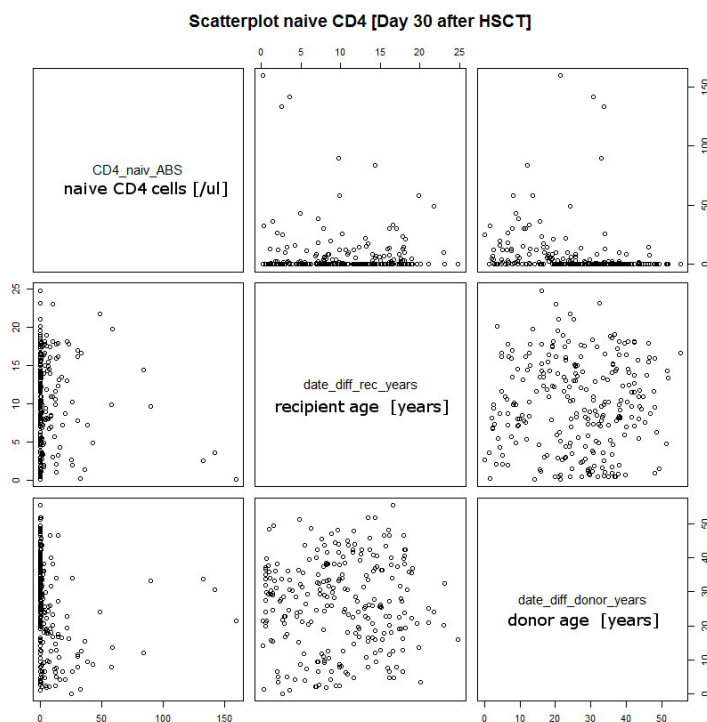 Scatterplot naive CD4 [Day 30 after HSCT]
0 5 10 15 20 25
CD4_naiv_ABS
naive CD4 cells [/ul]
0 50 100 150
0 5 10 15 20 25
date_diff_rec_years
recipient age [years]
date_diff_donor_years
donor age [years]
0 10 20 30 40 50
0 50 100 150
0 10 20 30 40 50